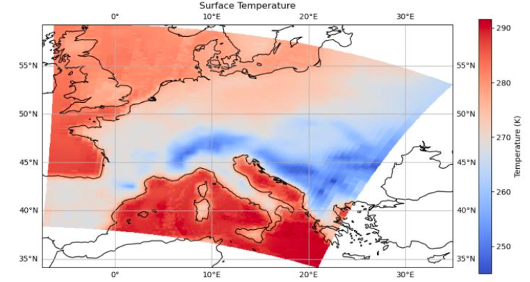 Surface Temperature
0° 10°E 20°E 30°E
55°N 55°N
50°N 50°N
45°N 45°N
40°N 40°N
35°N 35°N
0° 10°E 20°E 30°E
290
280
270
260
250
Temperature (K)